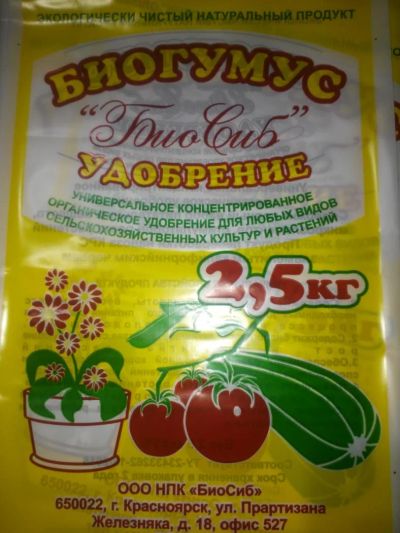 ЭКОЛОГИЧЕСКИ ЧИСТЫЙ НАТУРАЛЬНЫЙ ПРОДУКТ
БИОГУМУС
"БиоСиб"
УДОБРЕНИЕ
УНИВЕРСАЛЬНОЕ КОНЦЕНТРИРОВАННОЕ
ОРГАНИЧЕСКОЕ УДОБРЕНИЕ ДЛЯ ЛЮБЫХ ВИДОВ
СЕЛЬСКОХОЗЯЙСТВЕННЫХ КУЛЬТУР И РАСТЕНИЙ
2,5КГ
ООО НПК «БиоСиб»
650022, г. Красноярск, ул. Прартизана
Железняка, д. 18, офис 527